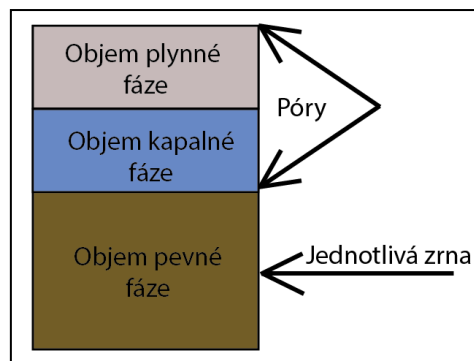 Objem plynné
fáze
Póry
Objem kapalné
fáze
Objem pevné
fáze
Jednotlivá zrna